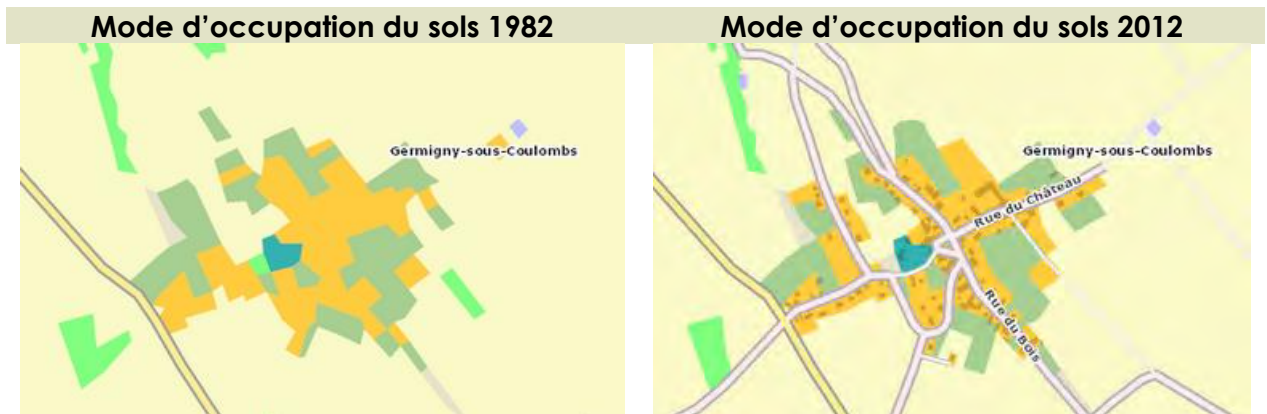 Mode d’occupation du sols 1982
Mode d’occupation du sols 2012
Germigny-sous-Coulombs
Germigny-sous-Coulombs
Rue du Château
Rue du Bois